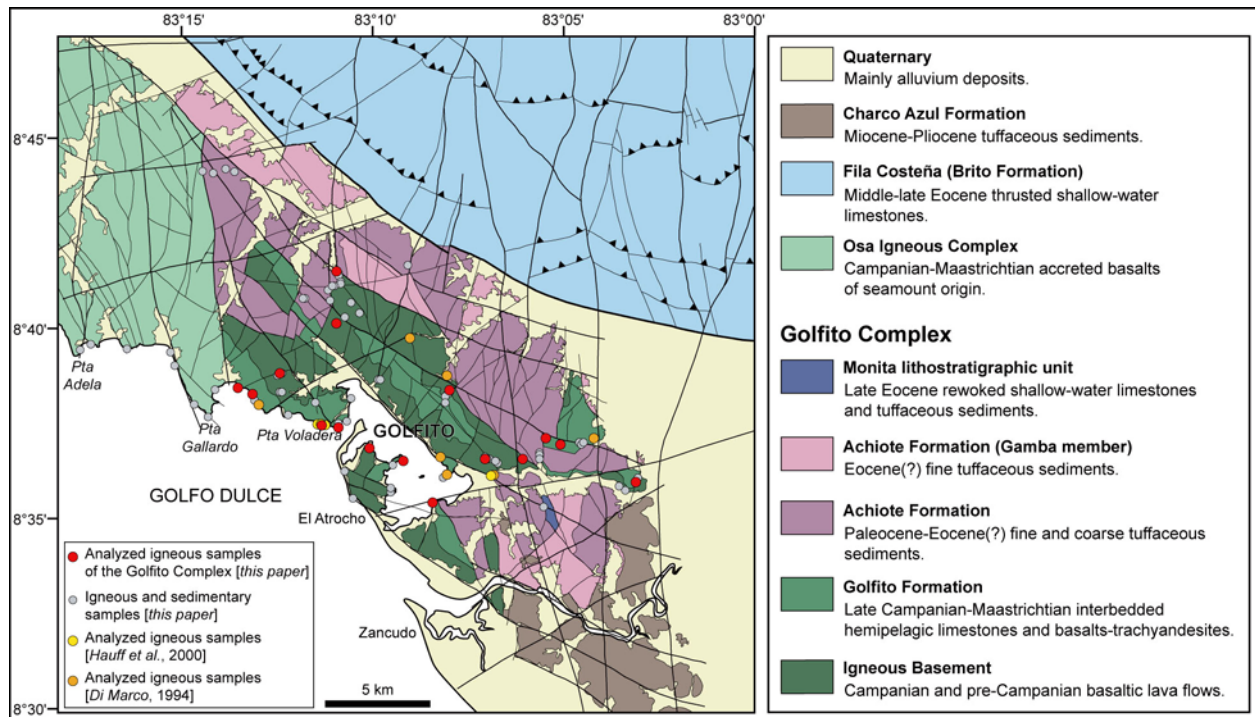 83°15'
83°10'
83°05'
83°00'
8°45'
8°40'
8°35'
8°30'
Pta
Adela
Pta
Gallardo
Pta Voladera
GOLFITO
GOLFO DULCE
El Atrocho
Zancudo
5 km
Analyzed igneous samples
of the Golfito Complex [this paper]
Igneous and sedimentary
samples [this paper]
Analyzed igneous samples
[Hauff et al., 2000]
Analyzed igneous samples
[Di Marco, 1994]
Quaternary
Mainly alluvium deposits.
Charco Azul Formation
Miocene-Pliocene tuffaceous sediments.
Fila Costeña (Brito Formation)
Middle-late Eocene thrusted shallow-water
limestones.
Osa Igneous Complex
Campanian-Maastrichtian accreted basalts
of seamount origin.
Golfito Complex
Monita lithostratigraphic unit
Late Eocene rewoked shallow-water limestones
and tuffaceous sediments.
Achiote Formation (Gamba member)
Eocene(?) fine tuffaceous sediments.
Achiote Formation
Paleocene-Eocene(?) fine and coarse tuffaceous
sediments.
Golfito Formation
Late Campanian-Maastrichtian interbedded
hemipelagic limestones and basalts-trachyandesites.
Igneous Basement
Campanian and pre-Campanian basaltic lava flows.